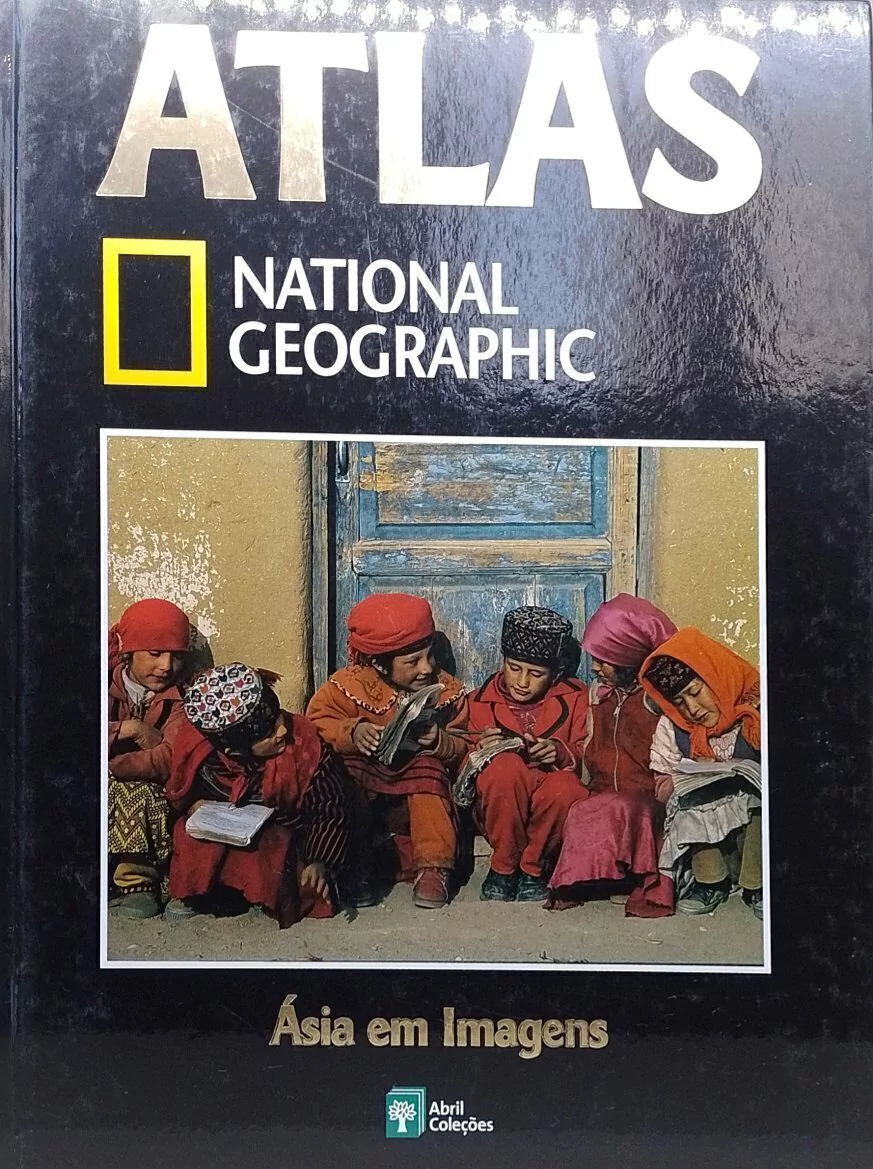 ATLAS
NATIONAL
GEOGRAPHIC
Ásia em Imagens
Abril
Coleções